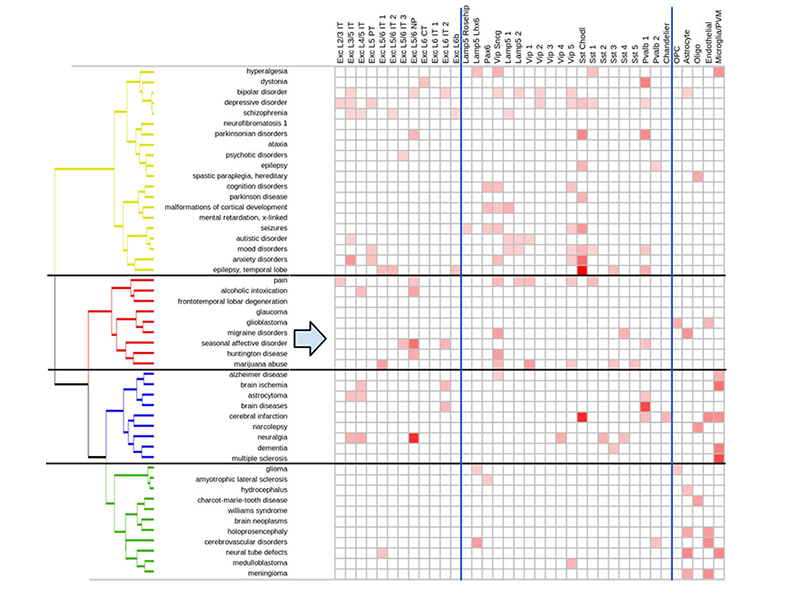 Exc L2/3 IT
Exc L3/5 IT
Exc L4/5 IT
Exc L5 PT
Exc L5/6 IT 1
Exc L5/6 IT 2
Exc L5/6 IT 3
Exc L5/6 NP
Exc L6 CT
Exc L6 IT 1
Exc L6 IT 2
Exc L6b
Lamp5 Rosehip
Lamp5 Lhx6
Pax6
Vip Sncg
Lamp5 1
Lamp5 2
Vip 1
Vip 2
Vip 3
Vip 4
Vip 5
Sst Chodl
Sst 1
Sst 2
Sst 3
Sst 4
Sst 5
Pvalb 1
Pvalb 2
Chandelier
OPC
Astrocyte
Oligo
Endothelial
Microglia/PVM
hyperalgesia
dystonia
bipolar disorder
depressive disorder
schizophrenia
neurofibromatosis 1
parkinsonian disorders
ataxia
psychotic disorders
epilepsy
spastic paraplegia, hereditary
cognition disorders
parkinson disease
malformations of cortical development
mental retardation, x-linked
seizures
autistic disorder
mood disorders
anxiety disorders
epilepsy, temporal lobe
pain
alcoholic intoxication
frontotemporal lobar degeneration
glaucoma
glioblastoma
migraine disorders
seasonal affective disorder
huntington disease
marijuana abuse
alzheimer disease
brain ischemia
astrocytoma
brain diseases
cerebral infarction
narcolepsy
neuralgia
dementia
multiple sclerosis
glioma
amyotrophic lateral sclerosis
hydrocephalus
charcot-marie-tooth disease
williams syndrome
brain neoplasms
holoprosencephaly
cerebrovascular disorders
neural tube defects
medulloblastoma
meningioma